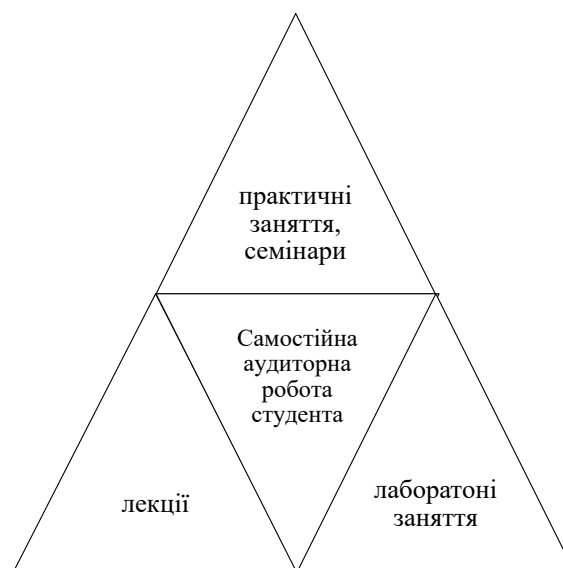 практичні
заняття,
семінари
Самостійна
аудиторна
робота
студента
лекції
лаборатоні
заняття